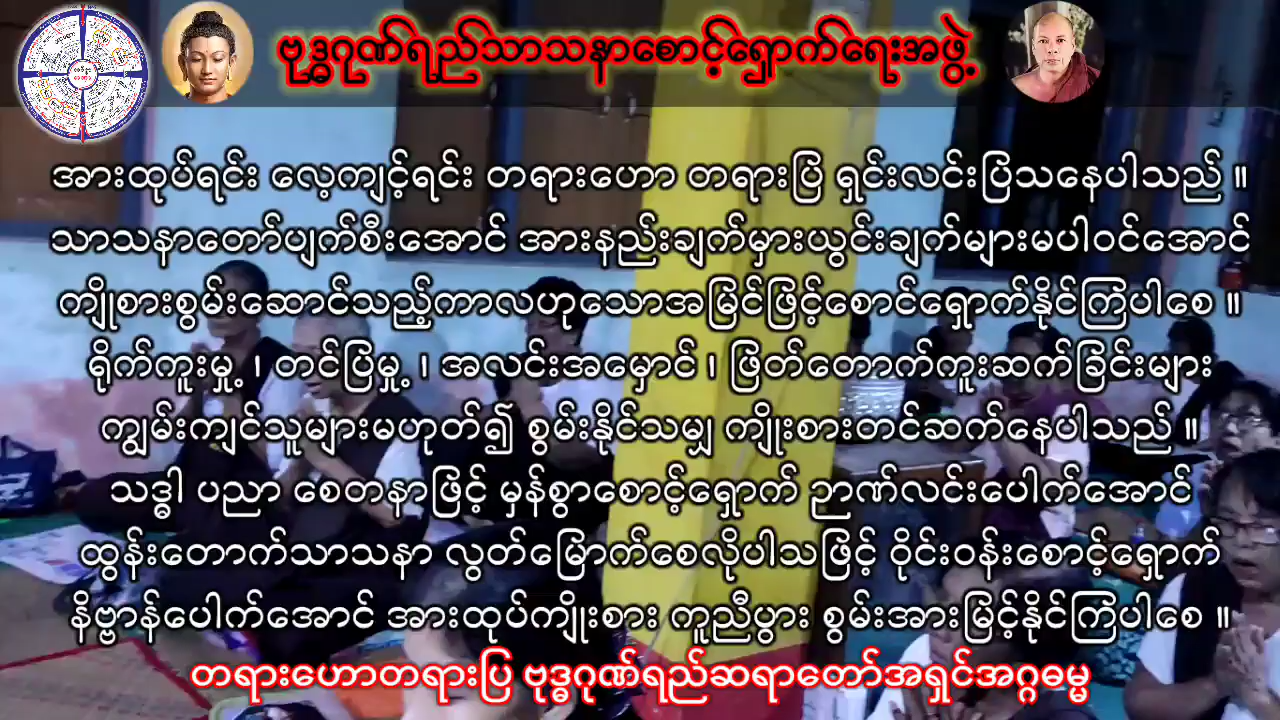 ဗုဒ္ဓဂုဏ်ရည်သာသနာစောင့်ရှောက်ရေးအဖွဲ့
အားထုပ်ရင်း လေ့ကျင့်ရင်း တရားဟော တရားပြ ရှင်းလင်းပြသနေပါသည် ။
သာသနာတော်ပျက်စီးအောင် အားနည်းချက်မှားယွင်းချက်များမပါဝင်အောင်
ကျိုစားစွမ်းဆောင်သည့်ကာလဟုသောအမြင်ဖြင့်စောင်ရှောက်နိုင်ကြပါစေ ။
ရိုက်ကူးမှု့ ၊ တင်ပြမှု့ ၊ အလင်းအမှောင် ၊ ဖြတ်တောက်ကူးဆက်ခြင်းများ
ကျွမ်းကျင်သူများမဟုတ်၍ စွမ်းနိုင်သမျှ ကျိုးစားတင်ဆက်နေပါသည် ။
သဒ္ဓါ ပညာ စေတနာဖြင့် မှန်စွာစောင့်ရှောက် ဉာဏ်လင်းပေါက်အောင်
ထွန်းတောက်သာသနာ လွတ်မြောက်စေလိုပါသဖြင့် ဝိုင်းဝန်းစောင့်ရှောက်
နိဗ္ဗာန်ပေါက်အောင် အားထုပ်ကျိုးစား ကူညီပွား စွမ်းအားမြင့်နိုင်ကြပါစေ ။
တရားဟောတရားပြ ဗုဒ္ဓဂုဏ်ရည်ဆရာတော်အရှင်အဂ္ဂဓမ္မ